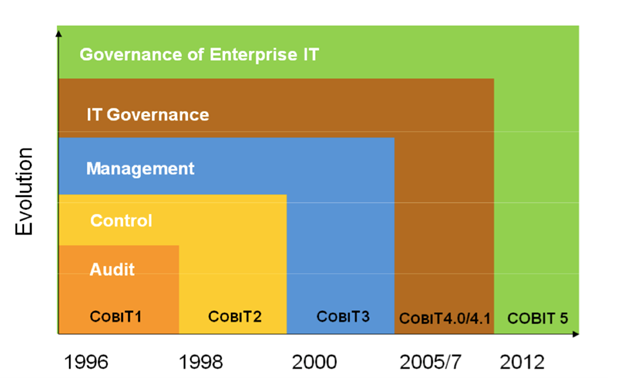 Governance of Enterprise IT
IT Governance
Management
Control
Audit
Evolution
COBIT1
COBIT2
COBIT3
COBIT4.0/4.1
COBIT 5
1996
1998
2000
2005/7
2012